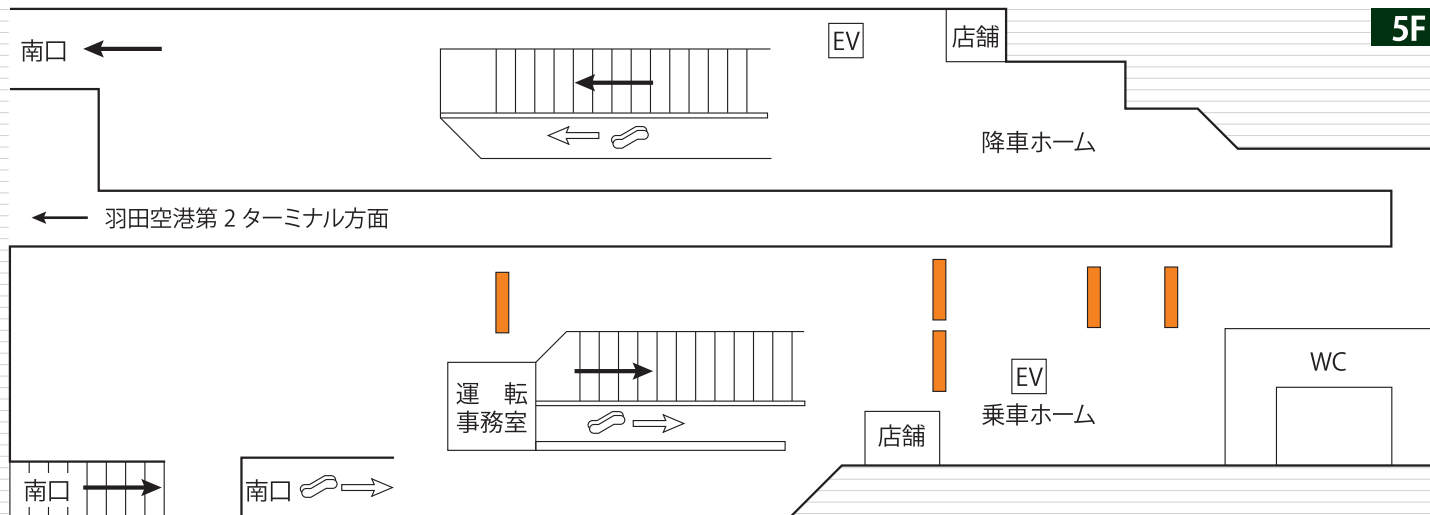 5F
南口
EV
店舗
降車ホーム
羽田空港第 2 ターミナル方面
運 転
事務室
EV
乗車ホーム
店舗
WC
南口
南口